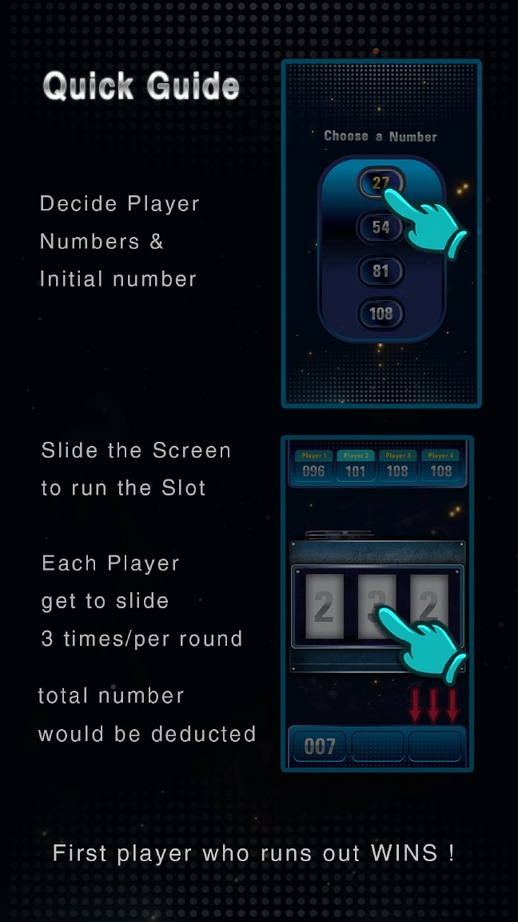 Quick Guide
Decide Player
Numbers &
Initial number
Choose a Number
27
54
81
108
Slide the Screen
to run the Slot
Each Player
get to slide
3 times/per round
total number
would be deducted
Player 1 Player 2 Player 3 Player 4
096 101 108 108
2 3 2
007
First player who runs out WINS !